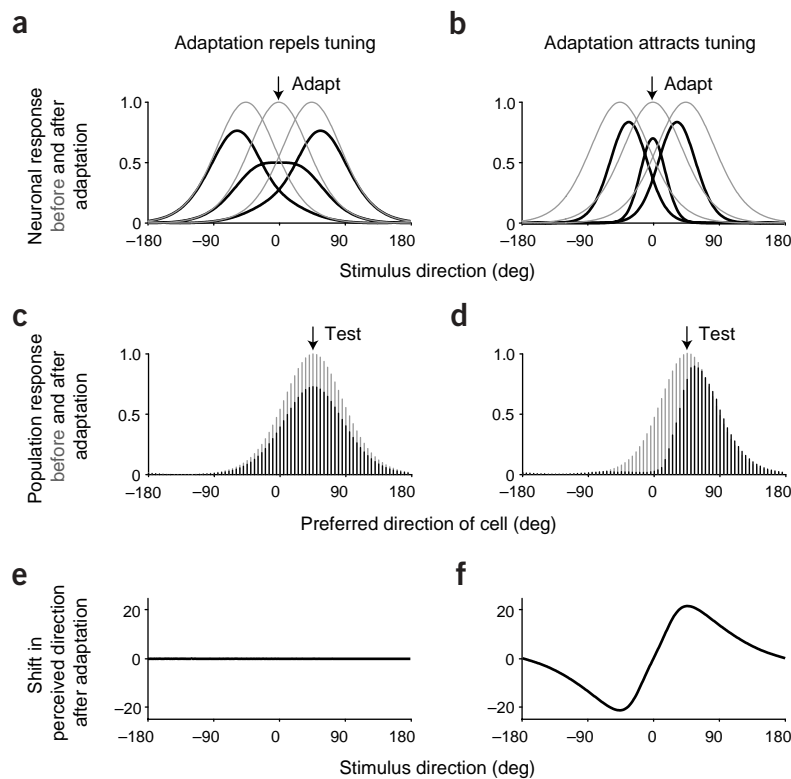 a
Adaptation repels tuning
b
Adaptation attracts tuning
Neuronal response
before and after
adaptation
Adapt
1.0
0.5
0
–180
–90
0
90
180
Adapt
1.0
0.5
0
–180
–90
0
90
180
Stimulus direction (deg)
c
d
Population response
before and after
adaptation
Test
1.0
0.5
0
–180
–90
0
90
180
Test
1.0
0.5
0
–180
–90
0
90
180
Preferred direction of cell (deg)
e
f
Shift in
perceived direction
after adaptation
20
0
–20
–180
–90
0
90
180
20
0
–20
–180
–90
0
90
180
Stimulus direction (deg)